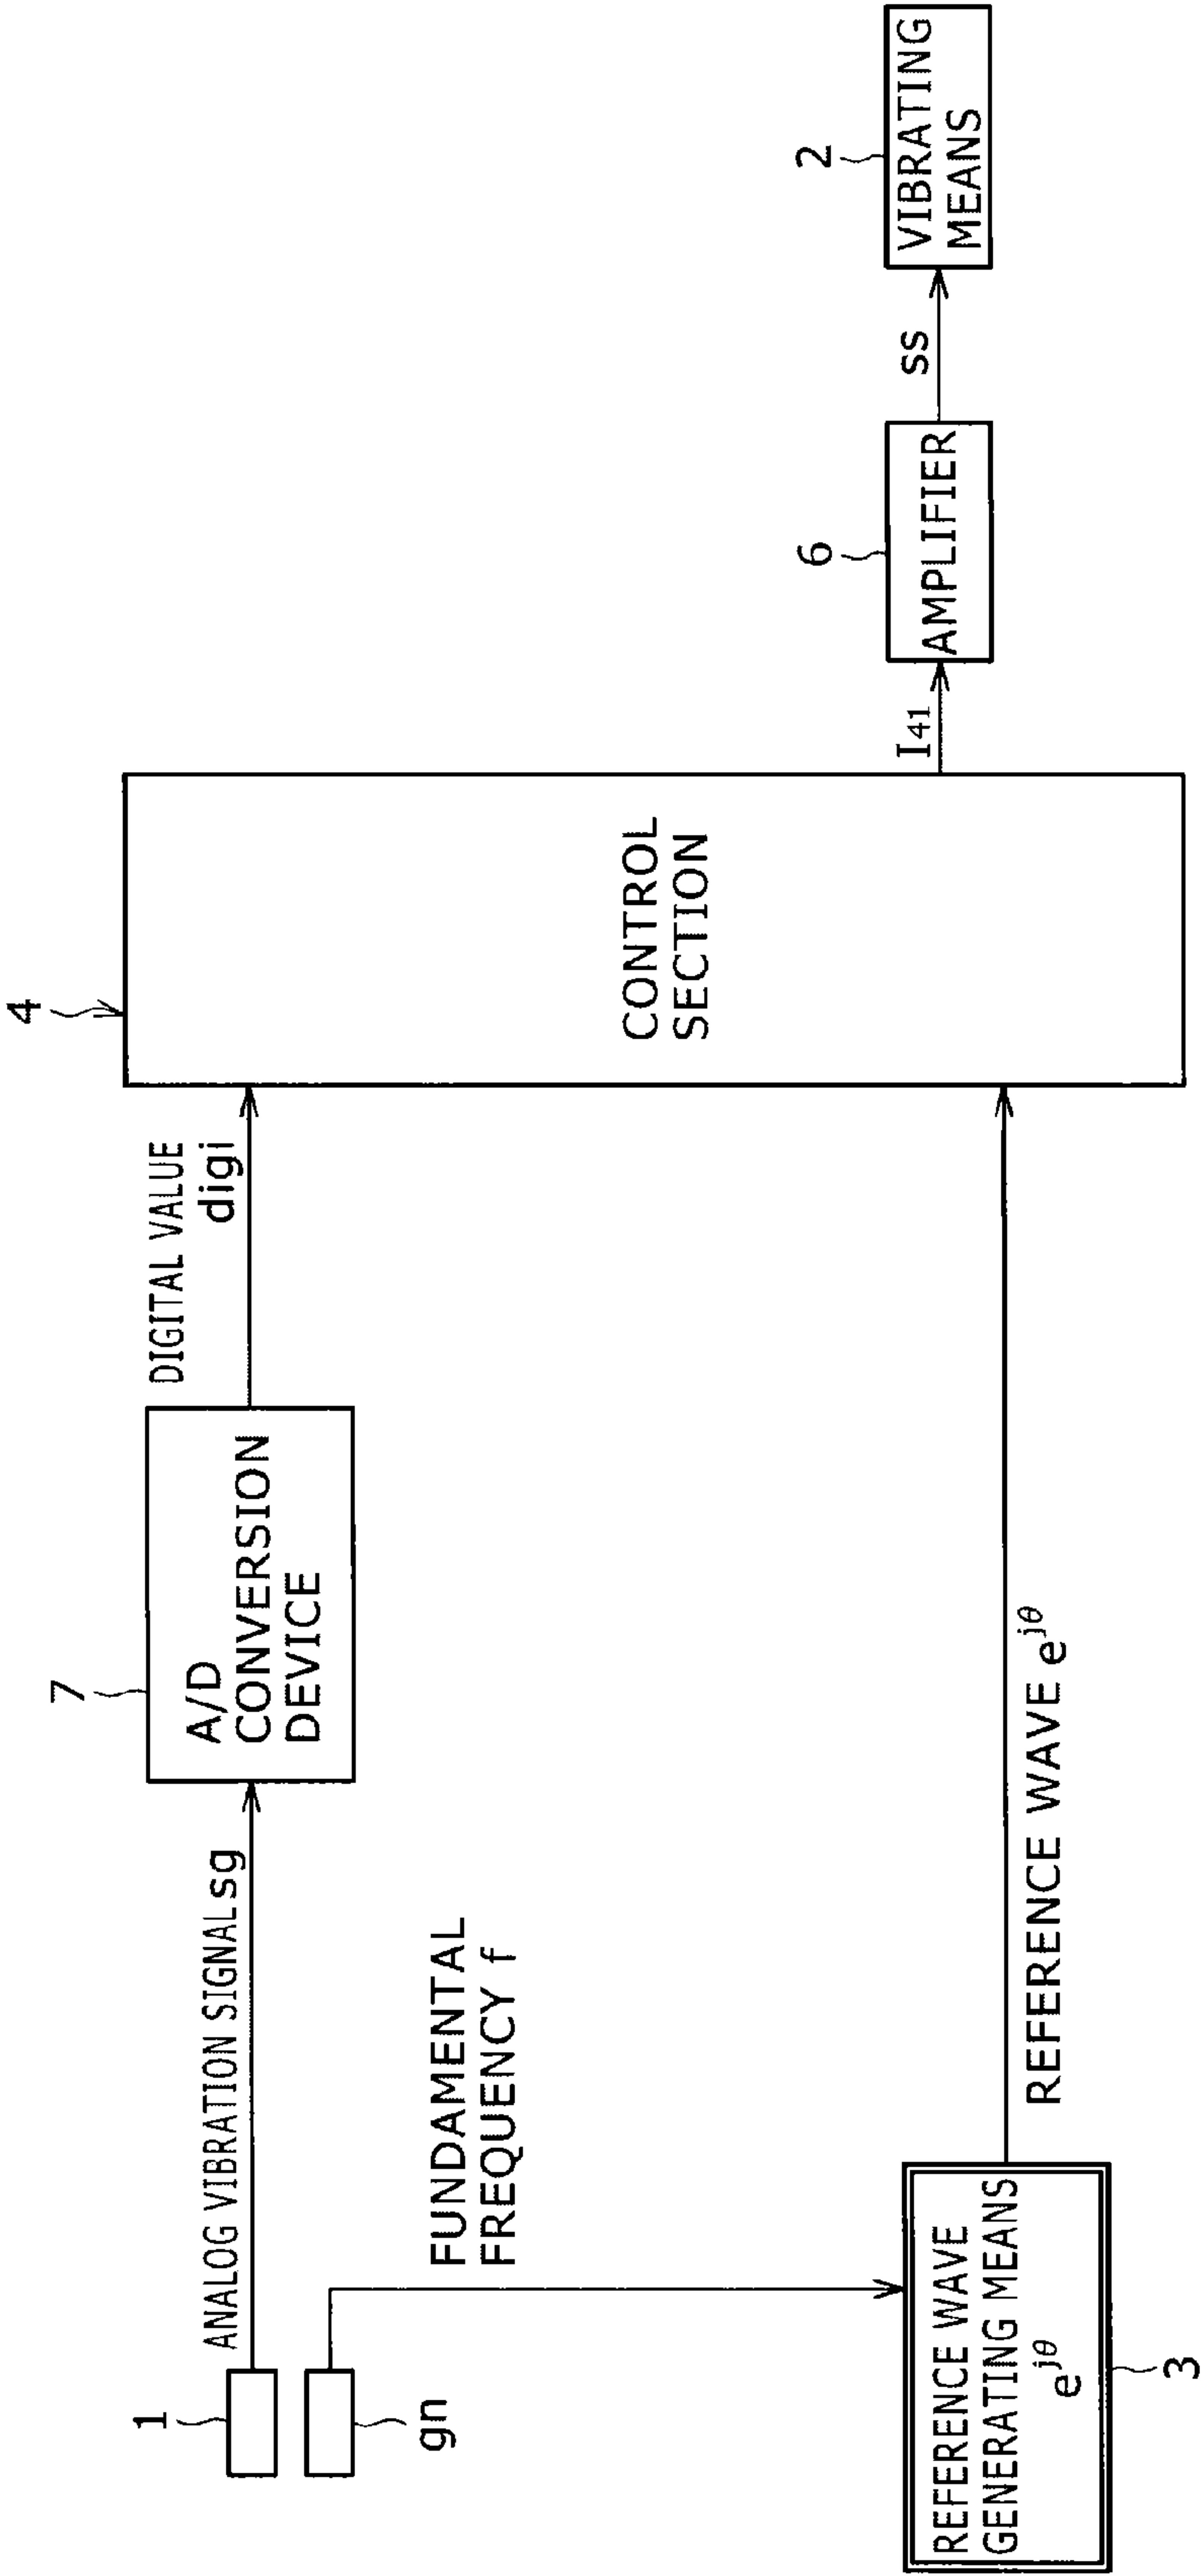 1
ANALOG VIBRATION SIGNAL sg
7
A/D
CONVERSION
DEVICE
DIGITAL VALUE
digi
4
CONTROL
SECTION
gn
FUNDAMENTAL
FREQUENCY f
REFERENCE WAVE
GENERATING MEANS
e^jθ
3
REFERENCE WAVE e^jθ
I₄₁
6
AMPLIFIER
ss
2
VIBRATING
MEANS